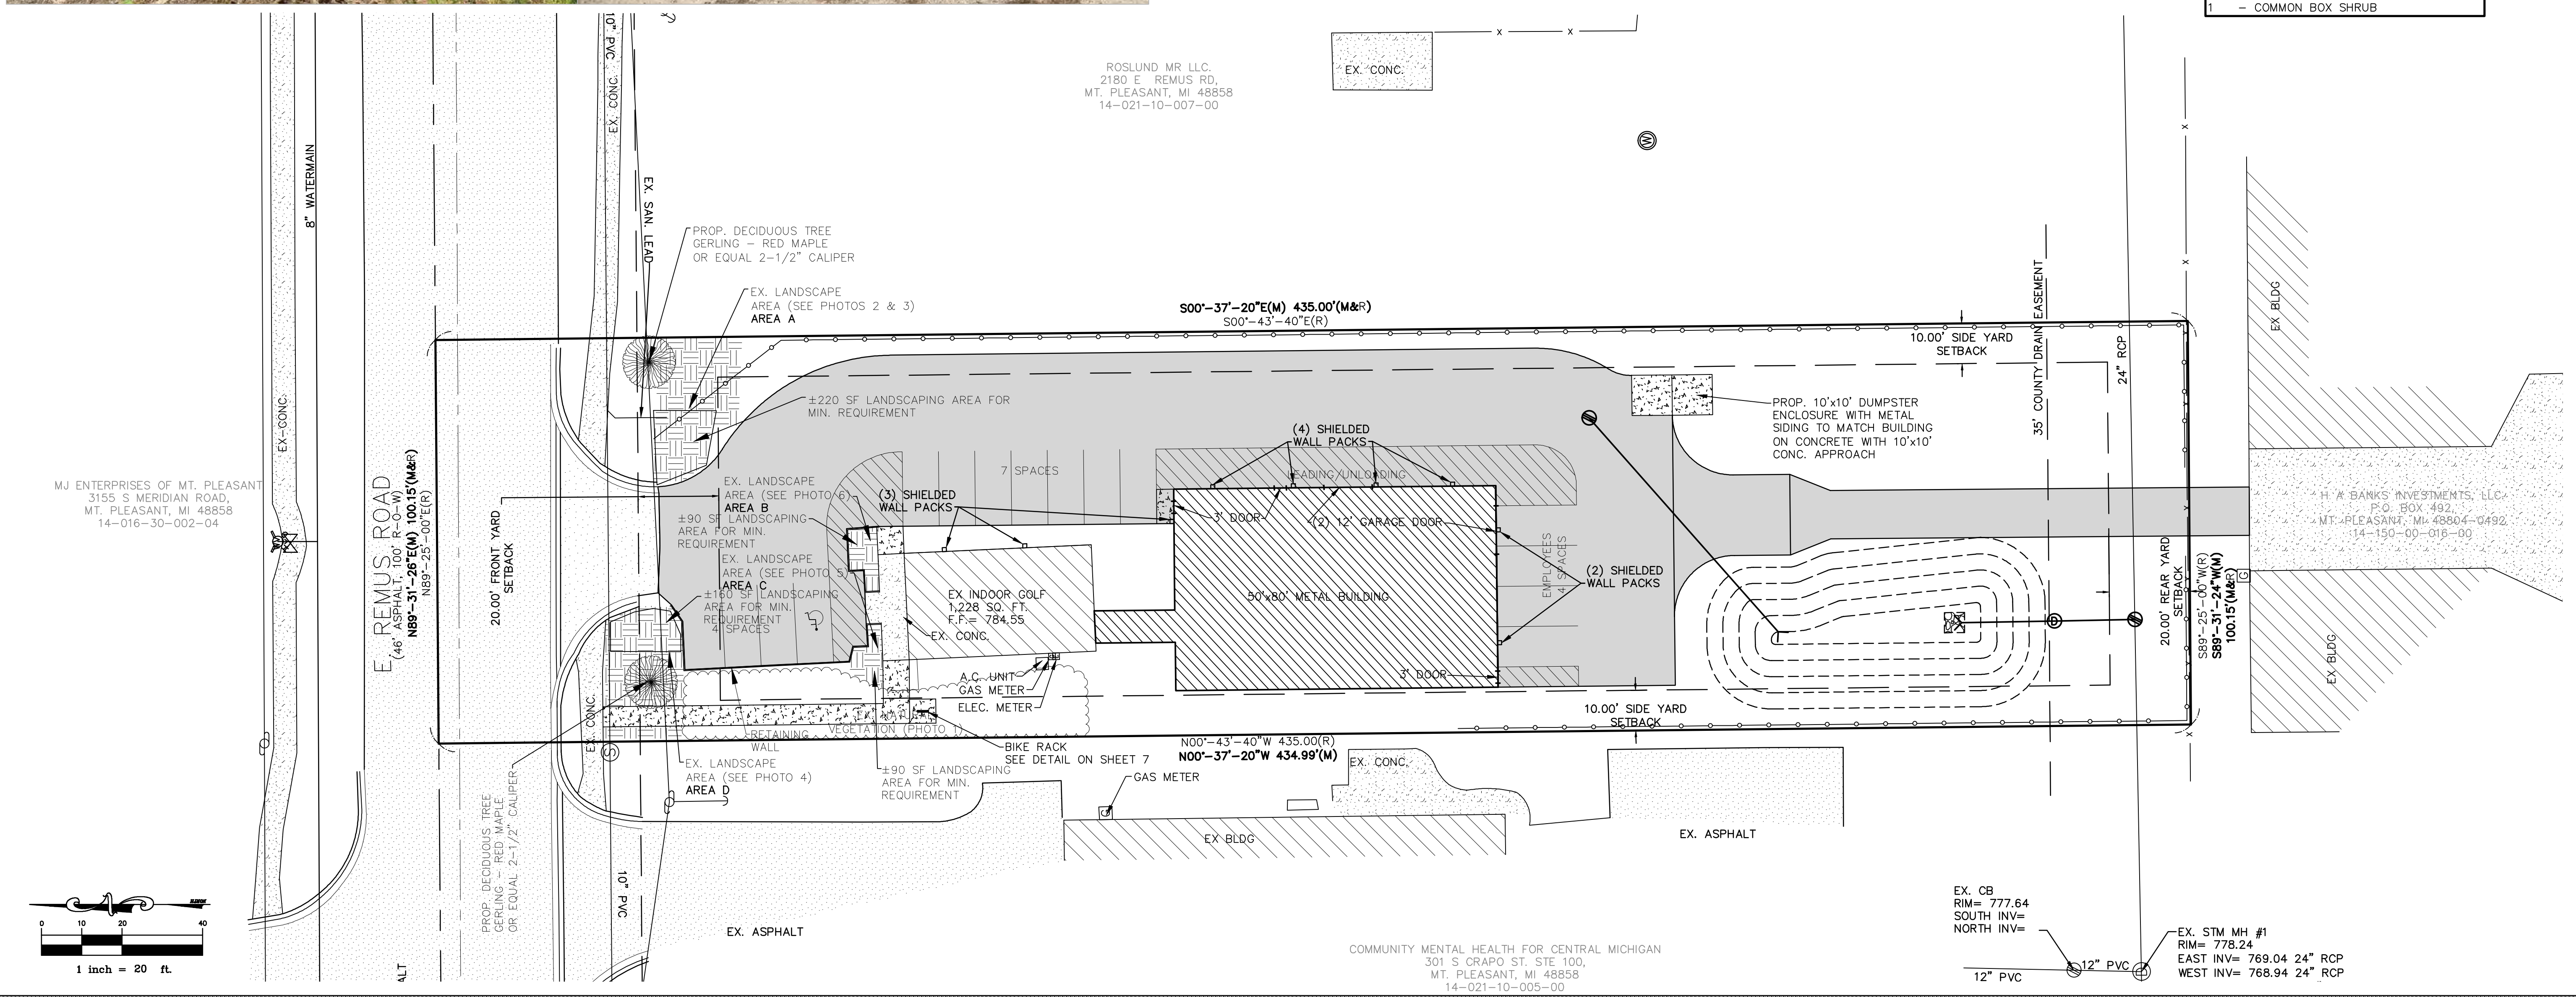 1 - COMMON BOX SHRUB
10" PVC
EX. CONC.
ROSLUND MR LLC.
2180 E REMUS RD,
MT. PLEASANT, MI 48858
14-021-10-007-00
EX. CONC.
8" WATERMAIN
EX. SAN. LEAD
PROP. DECIDUOUS TREE
GERLING - RED MAPLE
OR EQUAL 2-1/2" CALIPER
EX. LANDSCAPE
AREA (SEE PHOTOS 2 & 3)
AREA A
S00°-37'-20"E(M) 435.00'(M&R)
S00°-43'-40"E(R)
10.00' SIDE YARD
SETBACK
35' COUNTY DRAIN EASEMENT
24" RCP
EX BLDG
±220 SF LANDSCAPING AREA FOR
MIN. REQUIREMENT
PROP. 10'x10' DUMPSTER
ENCLOSURE WITH METAL
SIDING TO MATCH BUILDING
ON CONCRETE WITH 10'x10'
CONC. APPROACH
EX-CONC.
MJ ENTERPRISES OF MT. PLEASANT
3155 S MERIDIAN ROAD,
MT. PLEASANT, MI 48858
14-016-30-002-04
E. REMUS ROAD
(46' ASPHALT, 100' R-O-W)
N89°-31'-26"E(M) 100.15'(M&R)
N89°-25'-00"E(R)
20.00' FRONT YARD
SETBACK
(4) SHIELDED
WALL PACKS
7 SPACES
LEADING/UNLOADING
EX. LANDSCAPE
AREA (SEE PHOTO 6)
AREA B
±90 SF LANDSCAPING
AREA FOR MIN.
REQUIREMENT
(3) SHIELDED
WALL PACKS
3' DOOR
(2) 12' GARAGE DOOR
EX. LANDSCAPE
AREA (SEE PHOTO 5)
AREA C
±160 SF LANDSCAPING
AREA FOR MIN.
REQUIREMENT
4 SPACES
EX INDOOR GOLF
1,228 SQ. FT.
F.F.= 784.55
EX. CONC.
50'x80' METAL BUILDING
EMPLOYEES
4 SPACES
(2) SHIELDED
WALL PACKS
H A BANKS INVESTMENTS, LLC
P.O. BOX 492,
MT. PLEASANT, MI 48804-0492
14-150-00-016-00
20.00' REAR YARD
SETBACK
S89°-25'-00"W(R)
S89°-31'-24"W(M)
100.15'(M&R)
G
EX BLDG
W
D
A.C. UNIT
GAS METER
ELEC. METER
3' DOOR
10.00' SIDE YARD
SETBACK
EX. CONC.
S
RETAINING
WALL
VEGETATION (PHOTO 1)
BIKE RACK
SEE DETAIL ON SHEET 7
N00°-43'-40"W 435.00(R)
N00°-37'-20"W 434.99'(M)
EX. CONC.
EX. LANDSCAPE
AREA (SEE PHOTO 4)
AREA D
±90 SF LANDSCAPING
AREA FOR MIN.
REQUIREMENT
GAS METER
G
PROP. DECIDUOUS TREE
GERLING - RED MAPLE
OR EQUAL 2-1/2" CALIPER
EX BLDG
EX. ASPHALT
10" PVC
EX. ASPHALT
ALT
0 10 20 40
1 inch = 20 ft.
COMMUNITY MENTAL HEALTH FOR CENTRAL MICHIGAN
301 S CRAPO ST. STE 100,
MT. PLEASANT, MI 48858
14-021-10-005-00
EX. CB
RIM= 777.64
SOUTH INV=
NORTH INV=
12" PVC
12" PVC
EX. STM MH #1
RIM= 778.24
EAST INV= 769.04 24" RCP
WEST INV= 768.94 24" RCP